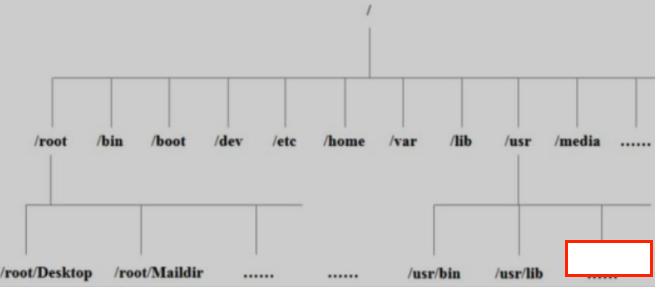 /
/root /bin /boot /dev /etc /home /var /lib /usr /media ……
/root/Desktop /root/Maildir …… …… /usr/bin /usr/lib